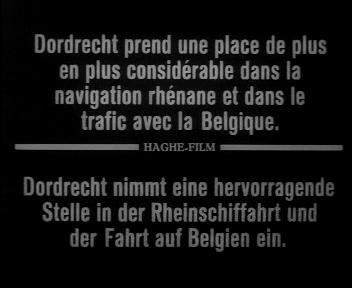 Dordrecht prend une place de plus
en plus considérable dans la
navigation rhénane et dans le
trafic avec la Belgique.
HAGHE-FILM
Dordrecht nimmt eine hervorragende
Stelle in der Rheinschiffahrt und
der Fahrt auf Belgien ein.